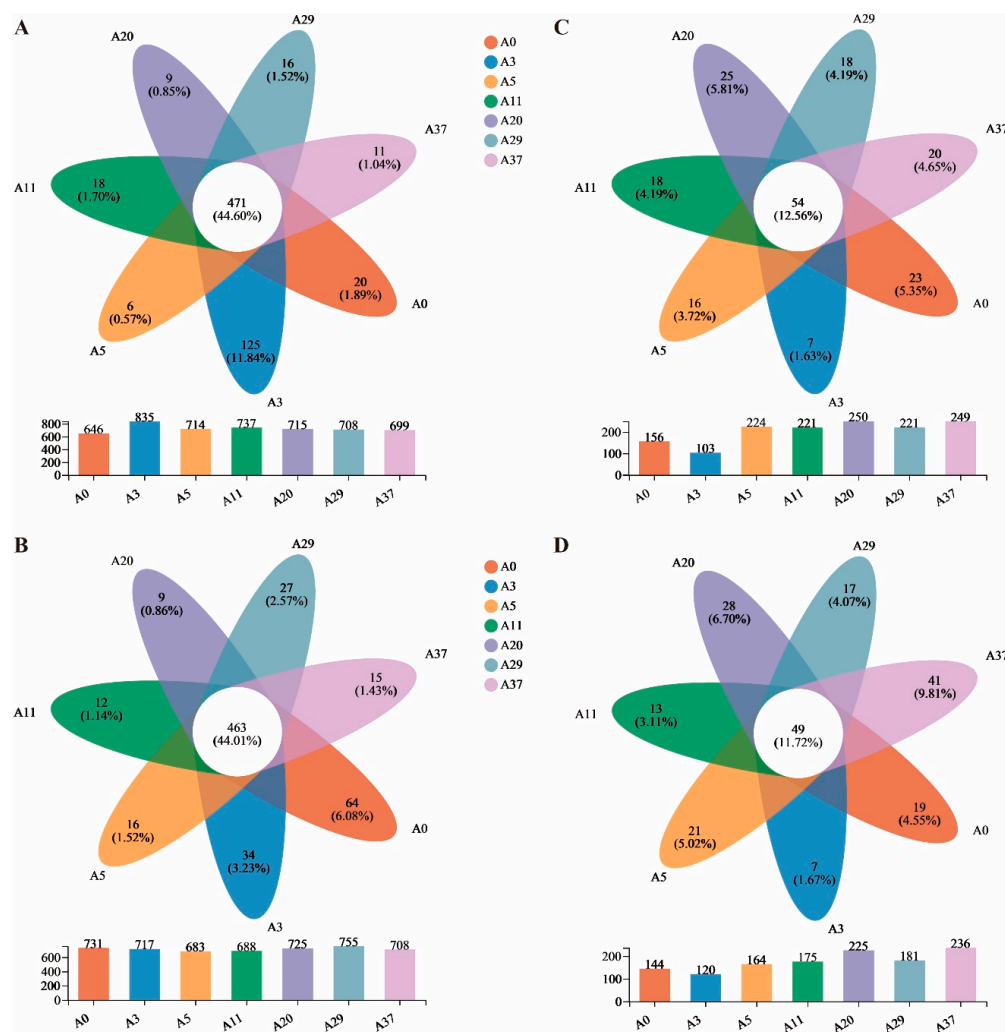 A
A29
A20
16
(1.52%)
9
(0.85%)
A37
11
(1.04%)
A11
18
(1.70%)
471
(44.60%)
20
(1.89%)
A0
6
(0.57%)
A5
125
(11.84%)
A3
A0
A3
A5
A11
A20
A29
A37
800
600
400
200
0
646
835
714
737
715
708
699
A0
A3
A5
A11
A20
A29
A37
C
A29
A20
18
(4.19%)
25
(5.81%)
A37
20
(4.65%)
A11
18
(4.19%)
54
(12.56%)
23
(5.35%)
A0
16
(3.72%)
A5
7
(1.63%)
A3
200
100
0
156
103
224
221
250
221
249
A0
A3
A5
A11
A20
A29
A37
B
A29
A20
27
(2.57%)
9
(0.86%)
A37
15
(1.43%)
A11
12
(1.14%)
463
(44.01%)
64
(6.08%)
A0
16
(1.52%)
A5
34
(3.23%)
A3
A0
A3
A5
A11
A20
A29
A37
600
400
200
0
731
717
683
688
725
755
708
A0
A3
A5
A11
A20
A29
A37
D
A29
A20
17
(4.07%)
28
(6.70%)
A37
41
(9.81%)
A11
13
(3.11%)
49
(11.72%)
19
(4.55%)
A0
21
(5.02%)
A5
7
(1.67%)
A3
200
100
0
144
120
164
175
225
181
236
A0
A3
A5
A11
A20
A29
A37